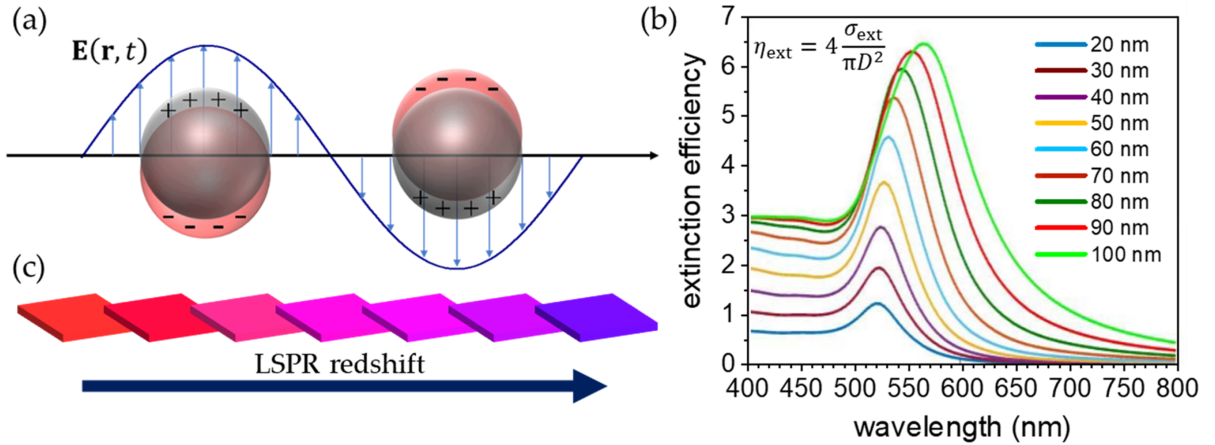 (a)
E(r, t)
+ + + +
- - - -
- - - -
+ + + +
(b)
η_ext = 4 σ_ext / πD²
20 nm
30 nm
40 nm
50 nm
60 nm
70 nm
80 nm
90 nm
100 nm
extinction efficiency
7
6
5
4
3
2
1
0
400 450 500 550 600 650 700 750 800
wavelength (nm)
(c)
LSPR redshift